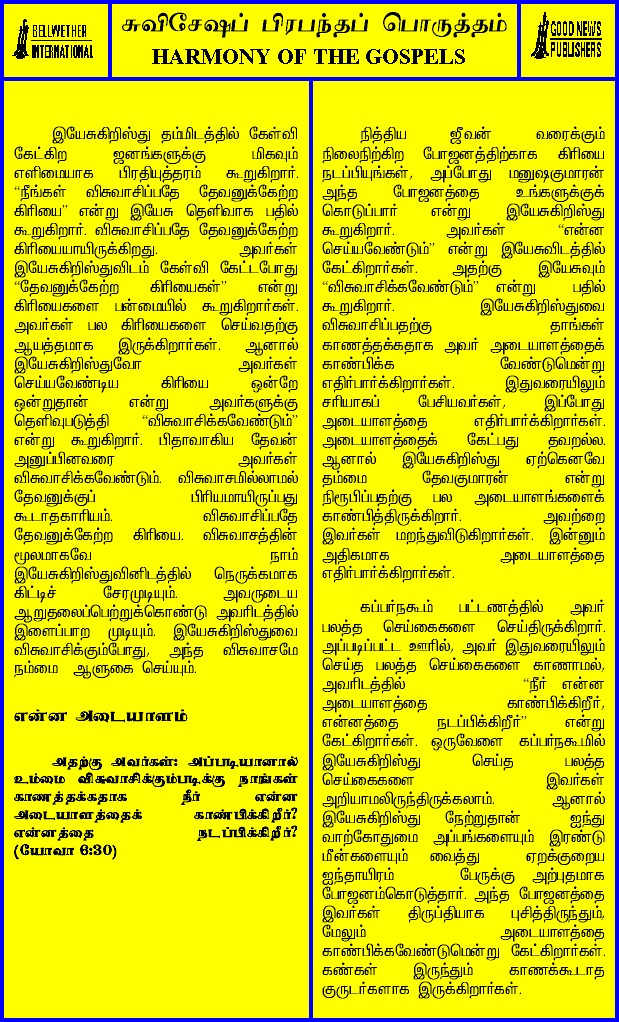 BELLWETHER
INTERNATIONAL
சுவிசேஷப் பிரபந்தப் பொருத்தம்
HARMONY OF THE GOSPELS
GOOD NEWS
PUBLISHERS
இயேசுகிறிஸ்து தம்மிடத்தில் கேள்வி
கேட்கிற ஜனங்களுக்கு மிகவும்
எளிமையாக பிரதியுத்தரம் கூறுகிறார்.
“நீங்கள் விசுவாசிப்பதே தேவனுக்கேற்ற
கிரியை” என்று இயேசு தெளிவாக பதில்
கூறுகிறார். விசுவாசிப்பதே தேவனுக்கேற்ற
கிரியையாயிருக்கிறது. அவர்கள்
இயேசுகிறிஸ்துவிடம் கேள்வி கேட்டபோது
“தேவனுக்கேற்ற கிரியைகள்” என்று
கிரியைகளை பன்மையில் கூறுகிறார்கள்.
அவர்கள் பல கிரியைகளை செய்வதற்கு
ஆயத்தமாக இருக்கிறார்கள். ஆனால்
இயேசுகிறிஸ்துவோ அவர்கள்
செய்யவேண்டிய கிரியை ஒன்றே
ஒன்றுதான் என்று அவர்களுக்கு
தெளிவுபடுத்தி “விசுவாசிக்கவேண்டும்”
என்று கூறுகிறார். பிதாவாகிய தேவன்
அனுப்பினவரை அவர்கள்
விசுவாசிக்கவேண்டும். விசுவாசமில்லாமல்
தேவனுக்குப் பிரியமாயிருப்பது
கூடாதகாரியம். விசுவாசிப்பதே
தேவனுக்கேற்ற கிரியை. விசுவாசத்தின்
மூலமாகவே நாம்
இயேசுகிறிஸ்துவினிடத்தில் நெருக்கமாக
கிட்டிச் சேரமுடியும். அவருடைய
ஆறுதலைப்பெற்றுக்கொண்டு அவரிடத்தில்
இளைப்பாற முடியும். இயேசுகிறிஸ்துவை
விசுவாசிக்கும்போது, அந்த விசுவாசமே
நம்மை ஆளுகை செய்யும்.
என்ன அடையாளம்
அதற்கு அவர்கள்: அப்படியானால்
உம்மை விசுவாசிக்கும்படிக்கு நாங்கள்
காணத்தக்கதாக நீர் என்ன
அடையாளத்தைக் காண்பிக்கிறீர்?
என்னத்தை நடப்பிக்கிறீர்?
(யோவா 6:30)
நித்திய ஜீவன் வரைக்கும்
நிலைநிற்கிற போஜனத்திற்காக கிரியை
நடப்பியுங்கள், அப்போது மனுஷகுமாரன்
அந்த போஜனத்தை உங்களுக்குக்
கொடுப்பார் என்று இயேசுகிறிஸ்து
கூறுகிறார். அவர்கள் “என்ன
செய்யவேண்டும்” என்று இயேசுவிடத்தில்
கேட்கிறார்கள். அதற்கு இயேசுவும்
“விசுவாசிக்கவேண்டும்” என்று பதில்
கூறுகிறார். இயேசுகிறிஸ்துவை
விசுவாசிப்பதற்கு தாங்கள்
காணத்தக்கதாக அவர் அடையாளத்தைக்
காண்பிக்க வேண்டுமென்று
எதிர்பார்க்கிறார்கள். இதுவரையிலும்
சரியாகப் பேசியவர்கள், இப்போது
அடையாளத்தை எதிர்பார்க்கிறார்கள்.
அடையாளத்தைக் கேட்பது தவறல்ல.
ஆனால் இயேசுகிறிஸ்து ஏற்கெனவே
தம்மை தேவகுமாரன் என்று
நிரூபிப்பதற்கு பல அடையாளங்களைக்
காண்பித்திருக்கிறார். அவற்றை
இவர்கள் மறந்துவிடுகிறார்கள். இன்னும்
அதிகமாக அடையாளத்தை
எதிர்பார்க்கிறார்கள்.
கப்பர்நகூம் பட்டணத்தில் அவர்
பலத்த செய்கைகளை செய்திருக்கிறார்.
அப்படிப்பட்ட ஊரில், அவர் இதுவரையிலும்
செய்த பலத்த செய்கைகளை காணாமல்,
அவரிடத்தில் “நீர் என்ன
அடையாளத்தை காண்பிக்கிறீர்,
என்னத்தை நடப்பிக்கிறீர்” என்று
கேட்கிறார்கள். ஒருவேளை கப்பர்நகூமில்
இயேசுகிறிஸ்து செய்த பலத்த
செய்கைகளை இவர்கள்
அறியாமலிருந்திருக்கலாம். ஆனால்
இயேசுகிறிஸ்து நேற்றுதான் ஐந்து
வாற்கோதுமை அப்பங்களையும் இரண்டு
மீன்களையும் வைத்து ஏறக்குறைய
ஐந்தாயிரம் பேருக்கு அற்புதமாக
போஜனம்கொடுத்தார். அந்த போஜனத்தை
இவர்கள் திருப்தியாக புசித்திருந்தும்,
மேலும் அடையாளத்தை
காண்பிக்கவேண்டுமென்று கேட்கிறார்கள்.
கண்கள் இருந்தும் காணக்கூடாத
குருடர்களாக இருக்கிறார்கள்.